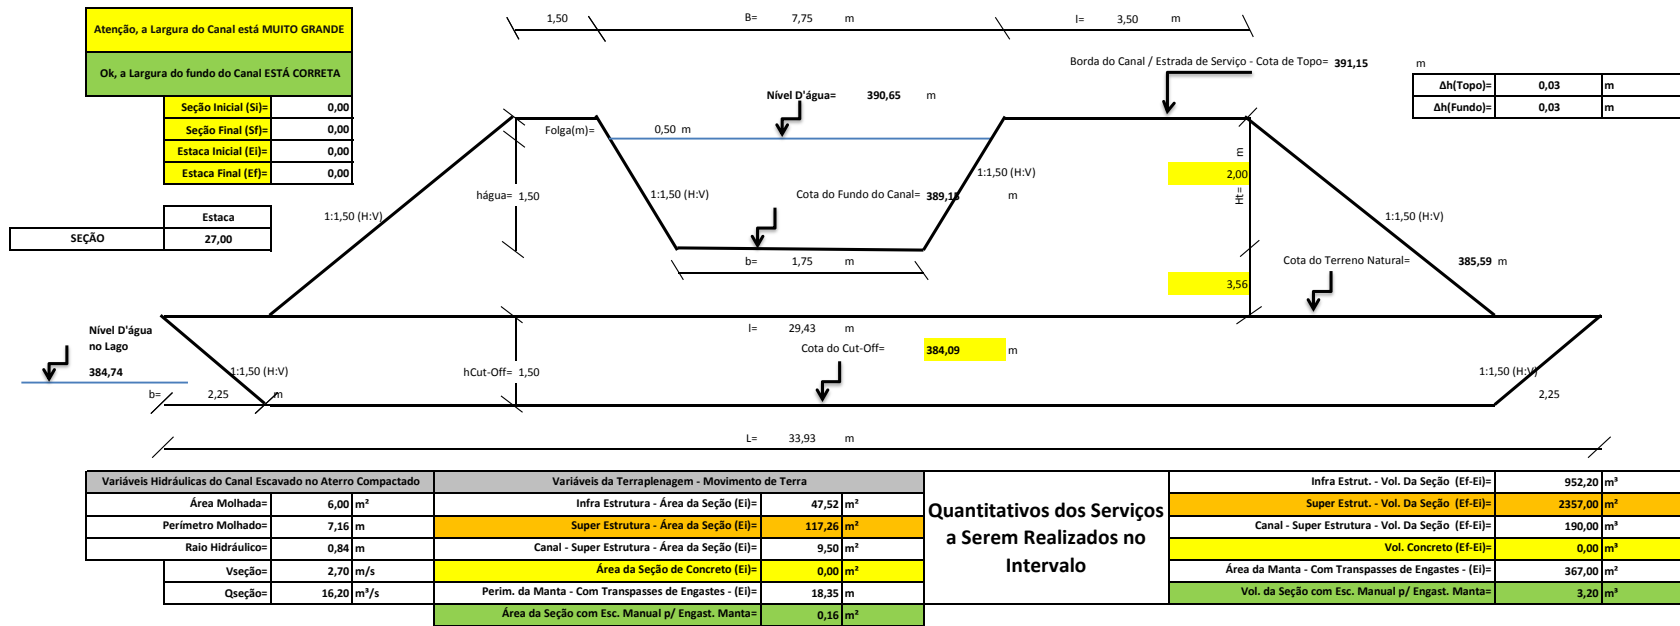 1,50
B= 7,75 m
l= 3,50 m
Atenção, a Largura do Canal está MUITO GRANDE
Ok, a Largura do fundo do Canal ESTÁ CORRETA
Borda do Canal / Estrada de Serviço - Cota de Topo= 391,15 m
Δh(Topo)= 0,03 m
Δh(Fundo)= 0,03 m
Nível D'água= 390,65 m
Seção Inicial (Si)= 0,00
Seção Final (Sf)= 0,00
Estaca Inicial (Ei)= 0,00
Estaca Final (Ef)= 0,00
Folga(m)= 0,50 m
m
2,00
Ht=
1:1,50 (H:V)
hágua= 1,50
1:1,50 (H:V)
Cota do Fundo do Canal= 389,15 m
Estaca
SEÇÃO 27,00
1:1,50 (H:V)
1:1,50 (H:V)
b= 1,75 m
Cota do Terreno Natural= 385,59 m
3,56
Nível D'água
no Lago
384,74
l= 29,43 m
Cota do Cut-Off= 384,09 m
1:1,50 (H:V)
hCut-Off= 1,50
1:1,50 (H:V)
b= 2,25 m
2,25
L= 33,93 m
Variáveis Hidráulicas do Canal Escavado no Aterro Compactado
Área Molhada= 6,00 m²
Perímetro Molhado= 7,16 m
Raio Hidráulico= 0,84 m
Vseção= 2,70 m/s
Qseção= 16,20 m³/s
Variáveis da Terraplenagem - Movimento de Terra
Infra Estrutura - Área da Seção (Ei)= 47,52 m²
Super Estrutura - Área da Seção (Ei)= 117,26 m²
Canal - Super Estrutura - Área da Seção (Ei)= 9,50 m²
Área da Seção de Concreto (Ei)= 0,00 m²
Perim. da Manta - Com Transpasses de Engastes - (Ei)= 18,35 m
Área da Seção com Esc. Manual p/ Engast. Manta= 0,16 m²
Quantitativos dos Serviços
a Serem Realizados no
Intervalo
Infra Estrut. - Vol. Da Seção (Ef-Ei)= 952,20 m³
Super Estrut. - Vol. Da Seção (Ef-Ei)= 2357,00 m²
Canal - Super Estrutura - Vol. Da Seção (Ef-Ei)= 190,00 m³
Vol. Concreto (Ef-Ei)= 0,00 m³
Área da Manta - Com Transpasses de Engastes - (Ei)= 367,00 m²
Vol. da Seção com Esc. Manual p/ Engast. Manta= 3,20 m³